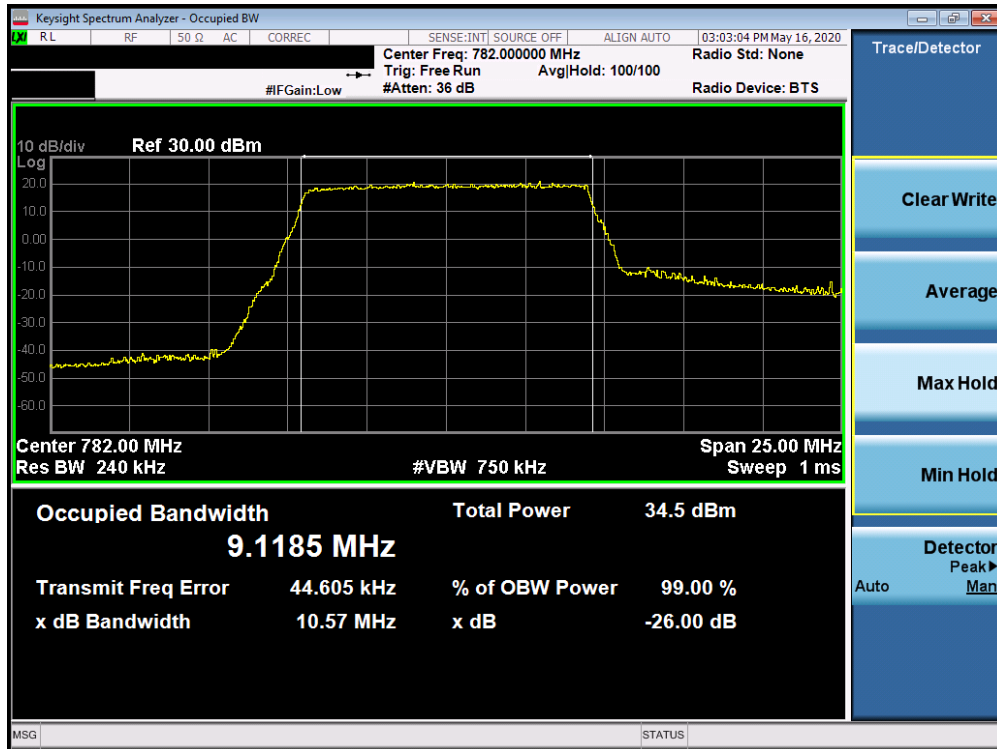 Keysight Spectrum Analyzer - Occupied BW
LXI RL RF 50 Ω AC CORREC SENSE:INT SOURCE OFF ALIGN AUTO 03:03:04 PM May 16, 2020
Center Freq: 782.000000 MHz Radio Std: None
Trig: Free Run Avg|Hold: 100/100
#IFGain:Low #Atten: 36 dB Radio Device: BTS
10 dB/div Ref 30.00 dBm
Log
20.0
10.0
0.00
-10.0
-20.0
-30.0
-40.0
-50.0
-60.0
Center 782.00 MHz Span 25.00 MHz
Res BW 240 kHz #VBW 750 kHz Sweep 1 ms
Occupied Bandwidth Total Power 34.5 dBm
9.1185 MHz
Transmit Freq Error 44.605 kHz % of OBW Power 99.00 %
x dB Bandwidth 10.57 MHz x dB -26.00 dB
MSG STATUS
Trace/Detector
Clear Write
Average
Max Hold
Min Hold
Detector
Peak▶
Auto Man